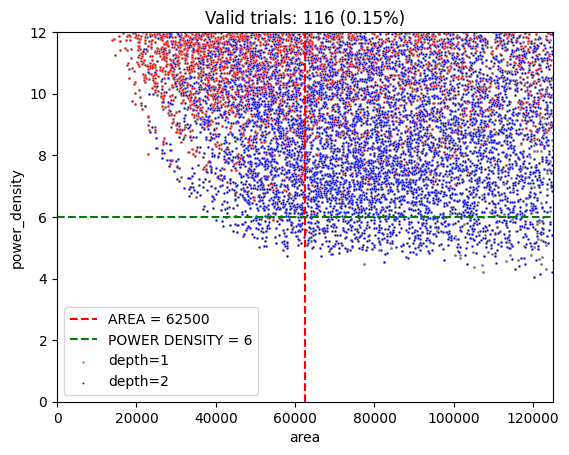 Valid trials: 116 (0.15%)
12
10
8
6
4
2
0
power_density
AREA = 62500
POWER DENSITY = 6
depth=1
depth=2
0 20000 40000 60000 80000 100000 120000
area